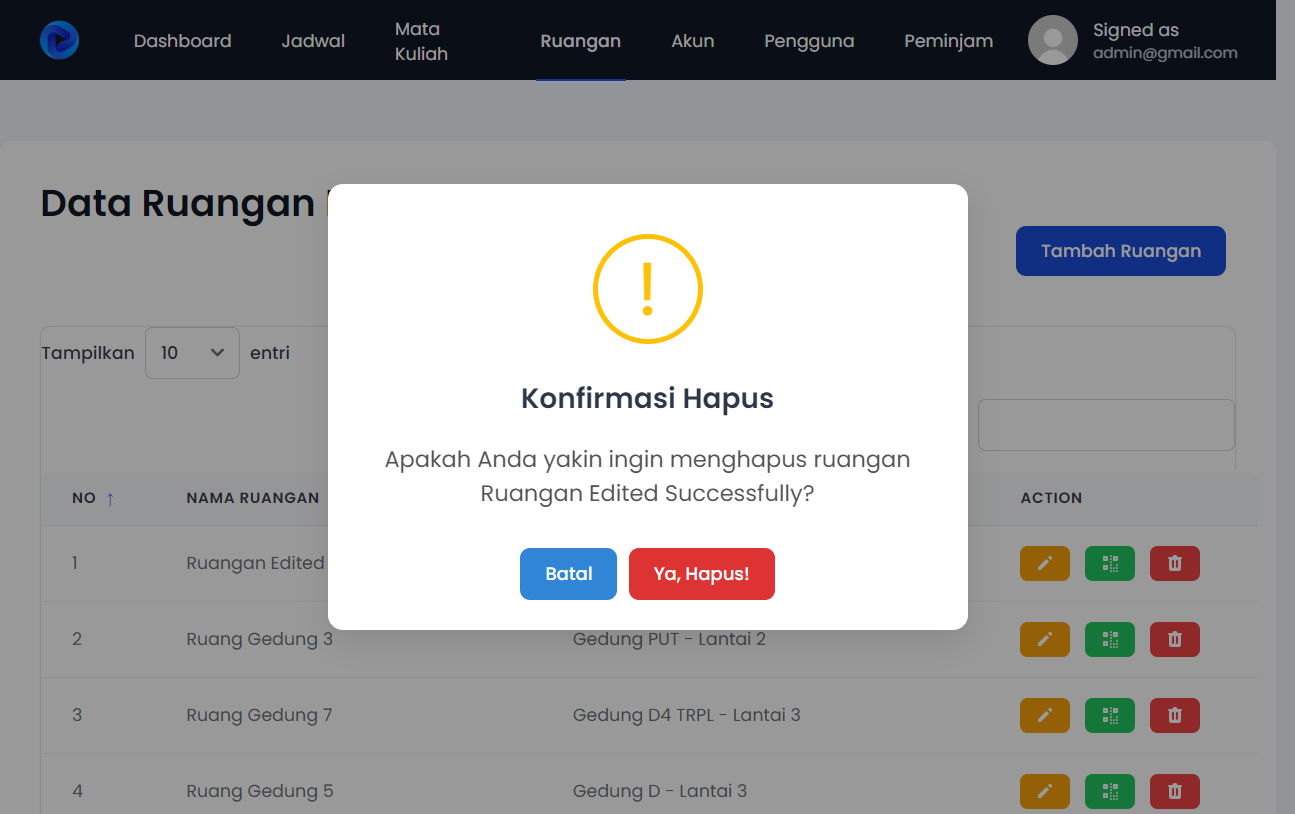 Dashboard
Jadwal
Mata
Kuliah
Ruangan
Akun
Pengguna
Peminjam
Signed as
admin@gmail.com
Data Ruangan
Tambah Ruangan
Tampilkan 10 entri
!
Konfirmasi Hapus
Apakah Anda yakin ingin menghapus ruangan
Ruangan Edited Successfully?
Batal
Ya, Hapus!
NO ↑ NAMA RUANGAN ACTION
1 Ruangan Edited
2 Ruang Gedung 3 Gedung PUT - Lantai 2
3 Ruang Gedung 7 Gedung D4 TRPL - Lantai 3
4 Ruang Gedung 5 Gedung D - Lantai 3